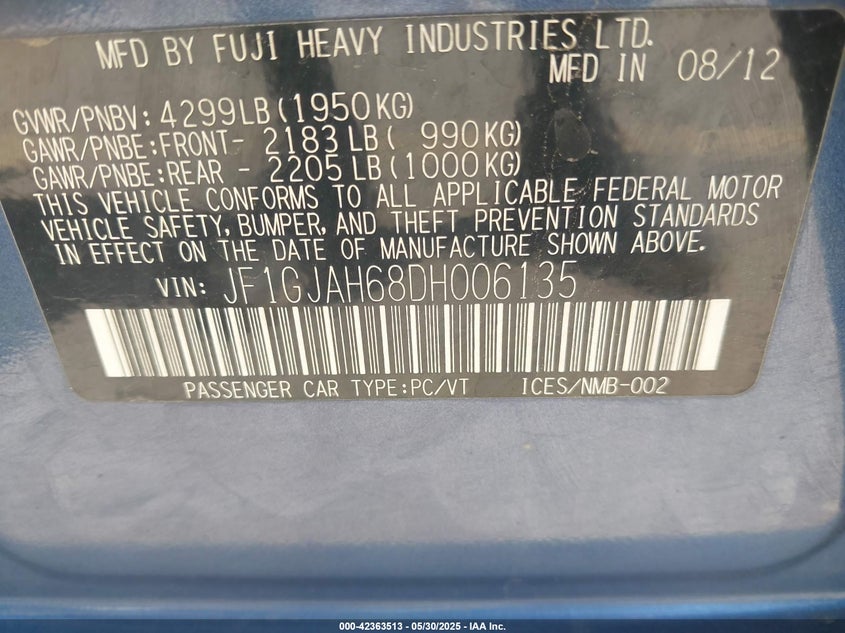 MFD BY FUJI HEAVY INDUSTRIES LTD.
MFD IN 08/12
GVWR/PNBV: 4299LB(1950KG)
GAWR/PNBE:FRONT- 2183LB( 990KG)
GAWR/PNBE:REAR - 2205LB(1000KG)
THIS VEHICLE CONFORMS TO ALL APPLICABLE FEDERAL MOTOR
VEHICLE SAFETY, BUMPER, AND THEFT PREVENTION STANDARDS
IN EFFECT ON THE DATE OF MANUFACTURE SHOWN ABOVE.
VIN: JF1GJAH68DH006135
PASSENGER CAR TYPE:PC/VT ICES/NMB-002
000-42363513 - 05/30/2025 - IAA Inc.